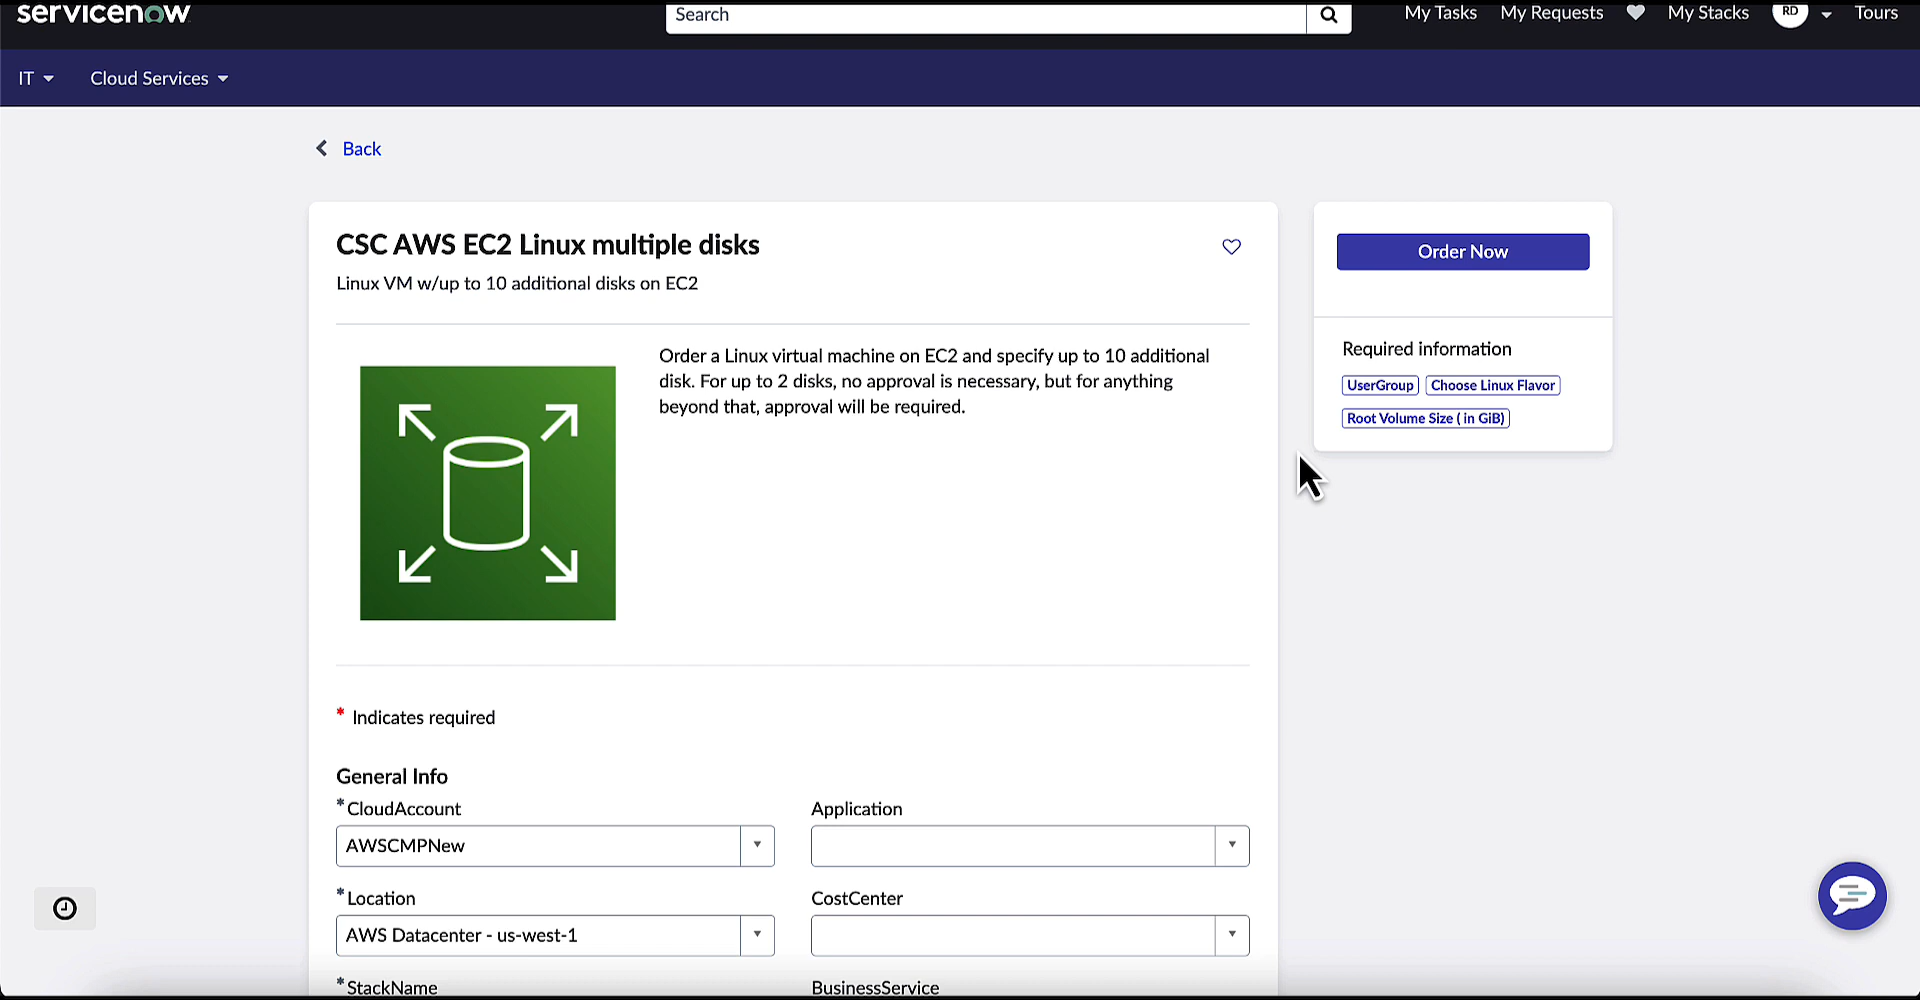 servicenow
Search
My Tasks
My Requests
My Stacks
RD
Tours
IT
Cloud Services
Back
CSC AWS EC2 Linux multiple disks
Linux VM w/up to 10 additional disks on EC2
Order a Linux virtual machine on EC2 and specify up to 10 additional
disk. For up to 2 disks, no approval is necessary, but for anything
beyond that, approval will be required.
Order Now
Required information
UserGroup
Choose Linux Flavor
Root Volume Size ( in GiB)
* Indicates required
General Info
* CloudAccount
Application
AWSCMPNew
* Location
CostCenter
AWS Datacenter - us-west-1
* StackName
BusinessService